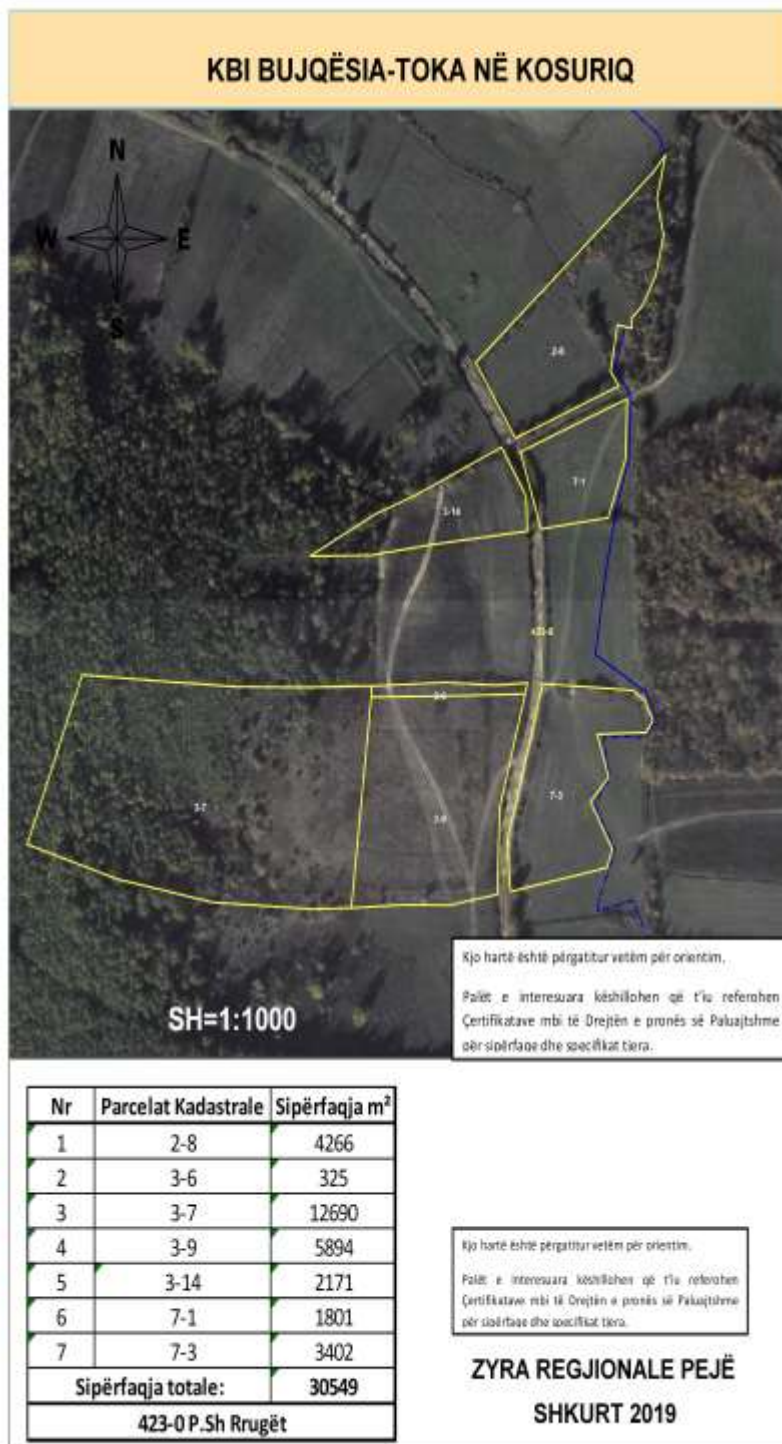 KBI BUJQËSIA-TOKA NË KOSURIQ
N
W E
S
2-8
7-1
3-14
423-0
3-6
3-7
3-9
7-3
SH=1:1000
Kjo hartë është përgatitur vetëm për orientim.
Palët e interesuara këshillohen që t'iu referohen
Çertifikatave mbi të Drejtën e pronës së Paluajtshme
për sipërfaqe dhe specifikat tjera.
Nr Parcelat Kadastrale Sipërfaqja m²
1 2-8 4266
2 3-6 325
3 3-7 12690
4 3-9 5894
5 3-14 2171
6 7-1 1801
7 7-3 3402
Sipërfaqja totale: 30549
423-0 P.Sh Rrugët
Kjo hartë është përgatitur vetëm për orientim.
Palët e interesuara këshillohen që t'iu referohen
Çertifikatave mbi të Drejtën e pronës së Paluajtshme
për sipërfaqe dhe specifikat tjera.
ZYRA REGJIONALE PEJË
SHKURT 2019